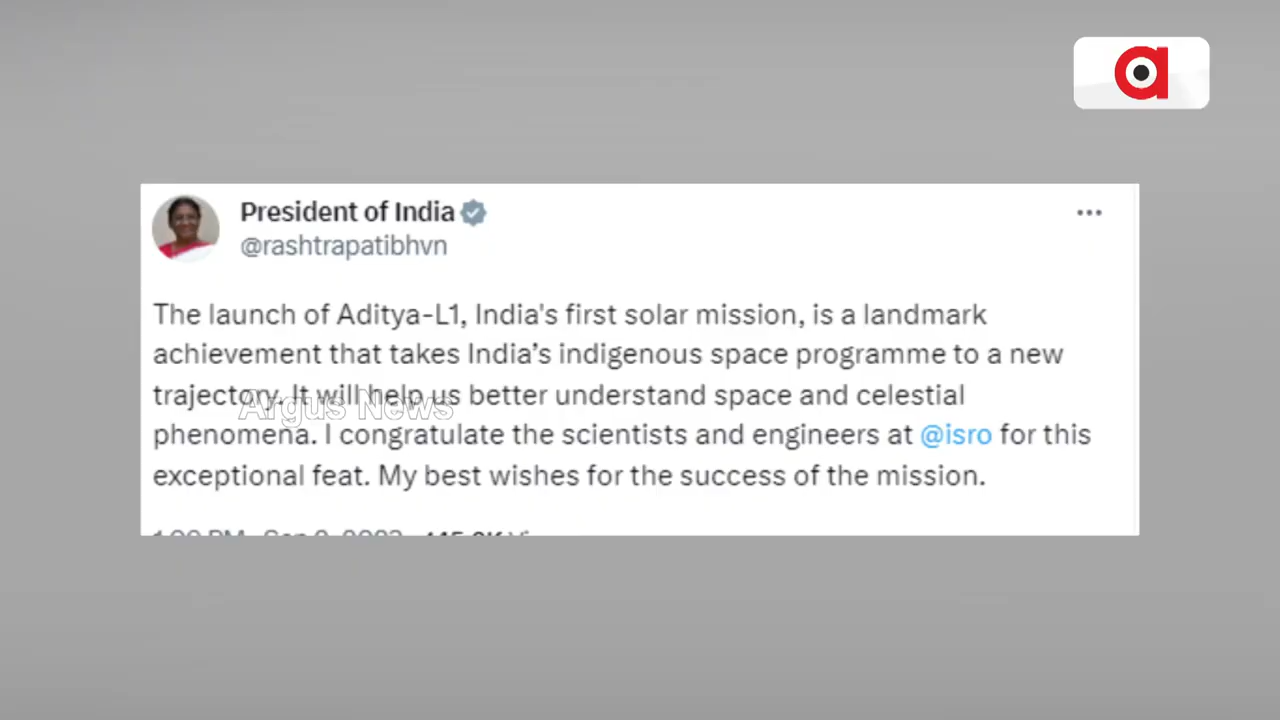 President of India
@rashtrapatibhvn
The launch of Aditya-L1, India's first solar mission, is a landmark
achievement that takes India’s indigenous space programme to a new
trajectory. It will help us better understand space and celestial
Argus News
phenomena. I congratulate the scientists and engineers at @isro for this
exceptional feat. My best wishes for the success of the mission.